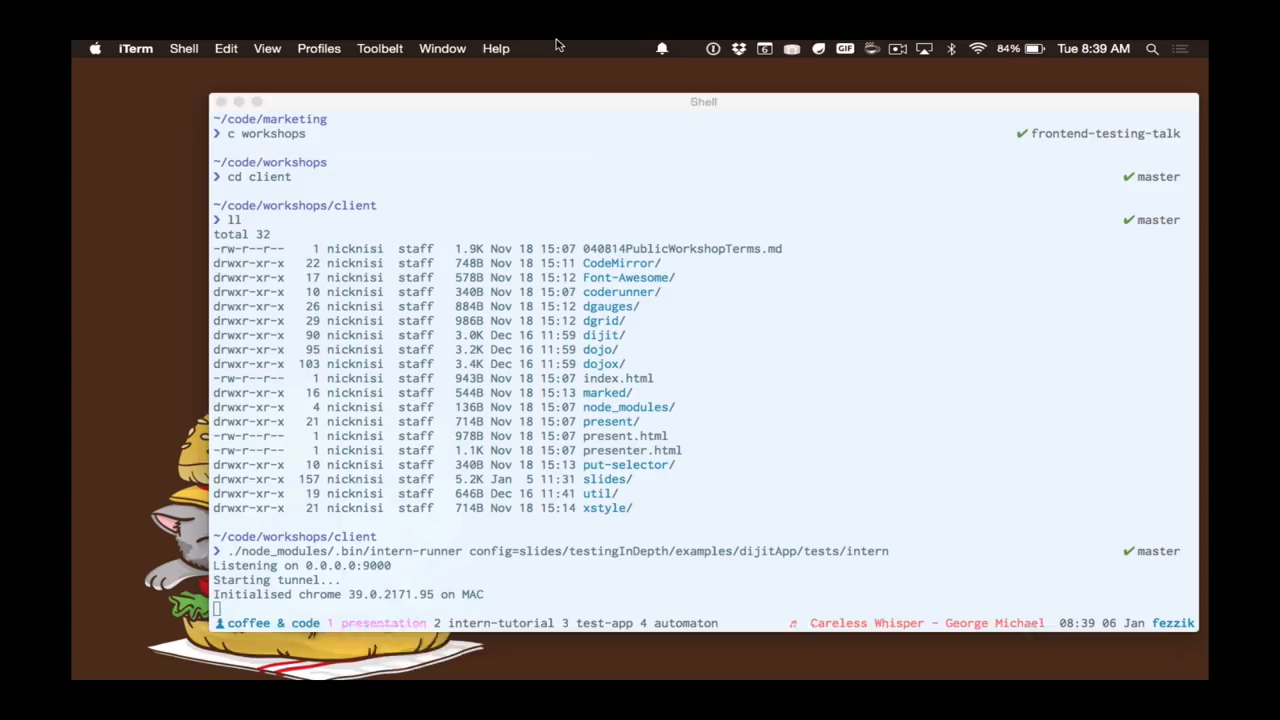 iTerm Shell Edit View Profiles Toolbelt Window Help 6 GIF 84% Tue 8:39 AM
Shell
~/code/marketing
❯ c workshops ✔ frontend-testing-talk
~/code/workshops
❯ cd client ✔ master
~/code/workshops/client
❯ ll ✔ master
total 32
-rw-r--r-- 1 nicknisi staff 1.9K Nov 18 15:07 040814PublicWorkshopTerms.md
drwxr-xr-x 22 nicknisi staff 748B Nov 18 15:11 CodeMirror/
drwxr-xr-x 17 nicknisi staff 578B Nov 18 15:12 Font-Awesome/
drwxr-xr-x 10 nicknisi staff 340B Nov 18 15:07 coderunner/
drwxr-xr-x 26 nicknisi staff 884B Nov 18 15:12 dgauges/
drwxr-xr-x 29 nicknisi staff 986B Nov 18 15:12 dgrid/
drwxr-xr-x 90 nicknisi staff 3.0K Dec 16 11:59 dijit/
drwxr-xr-x 95 nicknisi staff 3.2K Dec 16 11:59 dojo/
drwxr-xr-x 103 nicknisi staff 3.4K Dec 16 11:59 dojox/
-rw-r--r-- 1 nicknisi staff 943B Nov 18 15:07 index.html
drwxr-xr-x 16 nicknisi staff 544B Nov 18 15:13 marked/
drwxr-xr-x 4 nicknisi staff 136B Nov 18 15:07 node_modules/
drwxr-xr-x 21 nicknisi staff 714B Nov 18 15:07 present/
-rw-r--r-- 1 nicknisi staff 978B Nov 18 15:07 present.html
-rw-r--r-- 1 nicknisi staff 1.1K Nov 18 15:07 presenter.html
drwxr-xr-x 10 nicknisi staff 340B Nov 18 15:13 put-selector/
drwxr-xr-x 157 nicknisi staff 5.2K Jan 5 11:31 slides/
drwxr-xr-x 19 nicknisi staff 646B Dec 16 11:41 util/
drwxr-xr-x 21 nicknisi staff 714B Nov 18 15:14 xstyle/
~/code/workshops/client
❯ ./node_modules/.bin/intern-runner config=slides/testingInDepth/examples/dijitApp/tests/intern ✔ master
Listening on 0.0.0.0:9000
Starting tunnel...
Initialised chrome 39.0.2171.95 on MAC
coffee & code 1 presentation 2 intern-tutorial 3 test-app 4 automaton ♬ Careless Whisper - George Michael 08:39 06 Jan fezzik